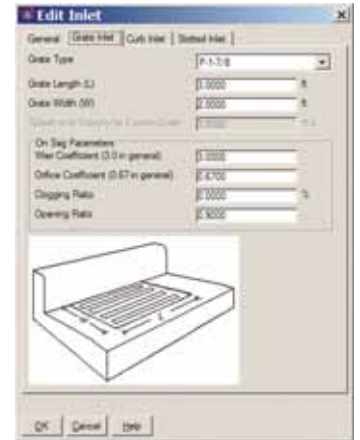 Edit Inlet
General Grate Inlet Curb Inlet Slotted Inlet
Grate Type P-1-7/8
Grate Length (L) 3.0000 ft
Grate Width (W) 2.0000 ft
On Sag Parameters
Weir Coefficient (3.0 in general) 3.0000
Orifice Coefficient (0.67 in general) 0.6700
Clogging Ratio 0.0000 %
Opening Ratio 0.9000
W L
OK Cancel Help